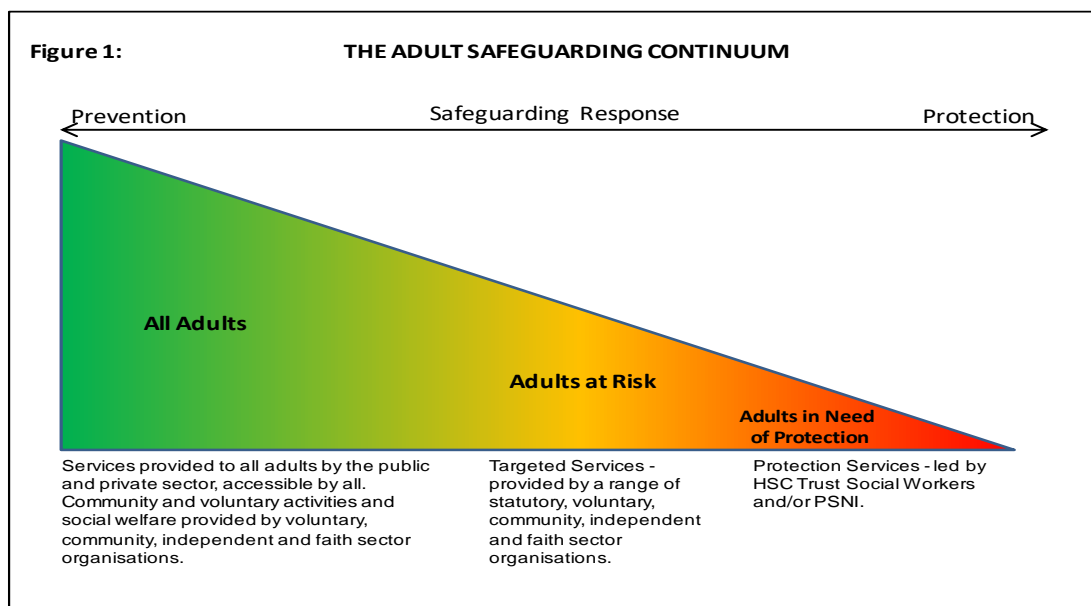 Figure 1: THE ADULT SAFEGUARDING CONTINUUM
Prevention Safeguarding Response Protection
All Adults
Adults at Risk
Adults in Need
of Protection
Services provided to all adults by the public
and private sector, accessible by all.
Community and voluntary activities and
social welfare provided by voluntary,
community, independent and faith sector
organisations.
Targeted Services -
provided by a range of
statutory, voluntary,
community, independent
and faith sector
organisations.
Protection Services - led by
HSC Trust Social Workers
and/or PSNI.